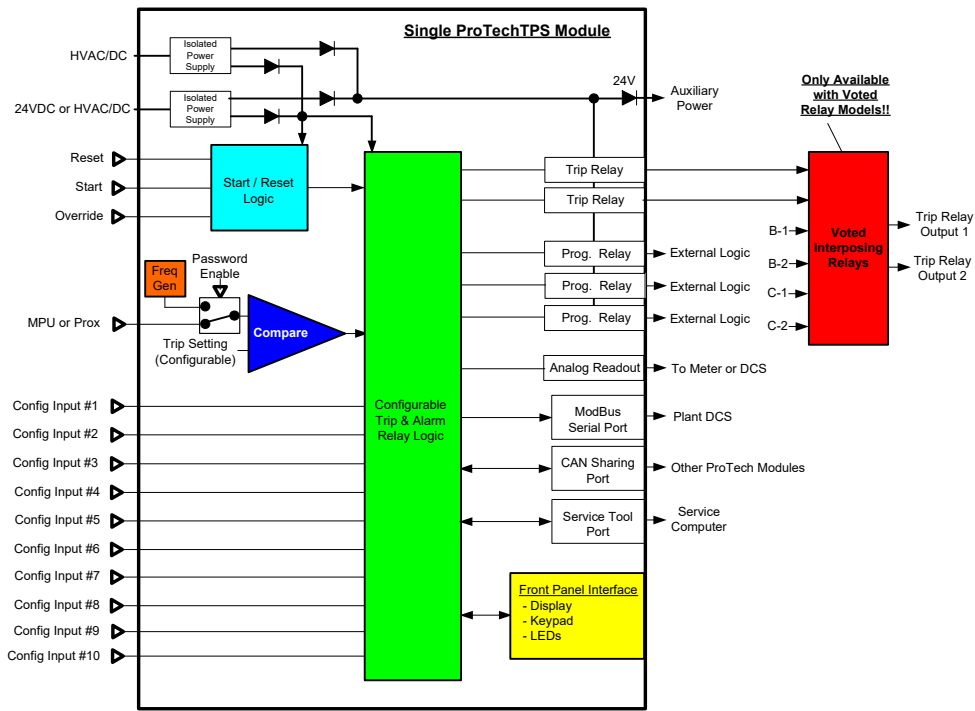 Single ProTechTPS Module
HVAC/DC
Isolated
Power
Supply
24VDC or HVAC/DC
Isolated
Power
Supply
24V
Auxiliary
Power
Only Available
with Voted
Relay Models!!
Reset
Start
Override
Start / Reset
Logic
Trip Relay
Trip Relay
Prog. Relay
External Logic
Prog. Relay
External Logic
Prog. Relay
External Logic
B-1
B-2
C-1
C-2
Voted
Interposing
Relays
Trip Relay
Output 1
Trip Relay
Output 2
Password
Enable
Freq
Gen
MPU or Prox
Compare
Trip Setting
(Configurable)
Analog Readout
To Meter or DCS
Configurable
Trip & Alarm
Relay Logic
ModBus
Serial Port
Plant DCS
CAN Sharing
Port
Other ProTech Modules
Service Tool
Port
Service
Computer
Config Input #1
Config Input #2
Config Input #3
Config Input #4
Config Input #5
Config Input #6
Config Input #7
Config Input #8
Config Input #9
Config Input #10
Front Panel Interface
- Display
- Keypad
- LEDs